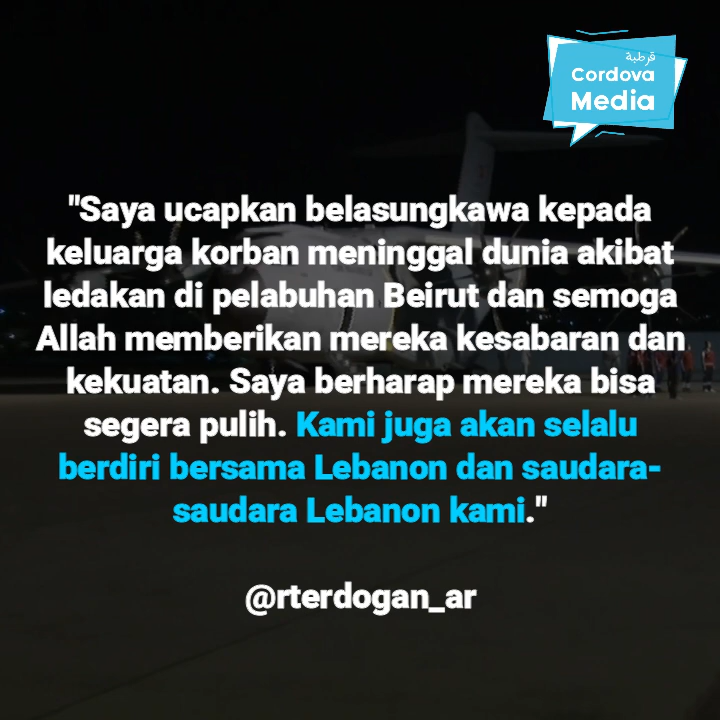 قرطبة
Cordova
Media
"Saya ucapkan belasungkawa kepada
keluarga korban meninggal dunia akibat
ledakan di pelabuhan Beirut dan semoga
Allah memberikan mereka kesabaran dan
kekuatan. Saya berharap mereka bisa
segera pulih. Kami juga akan selalu
berdiri bersama Lebanon dan saudara-
saudara Lebanon kami."
@rterdogan_ar